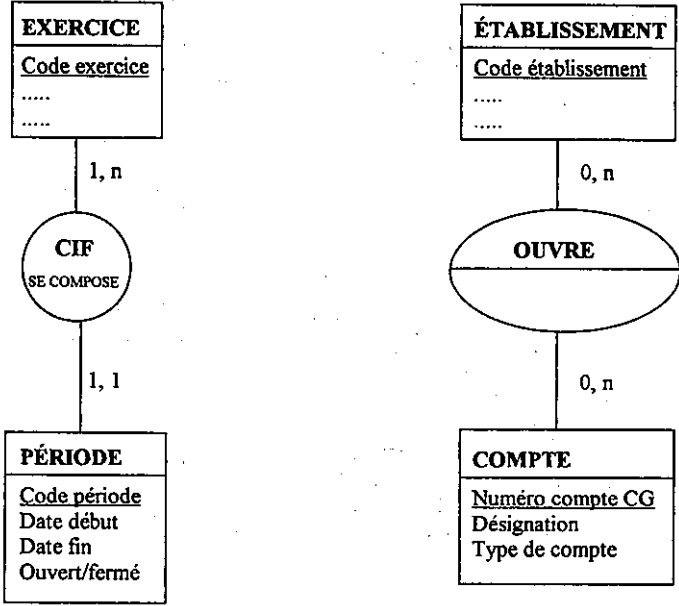 EXERCICE
Code exercice
.....
.....
1, n
CIF
SE COMPOSE
1, 1
PÉRIODE
Code période
Date début
Date fin
Ouvert/fermé
ÉTABLISSEMENT
Code établissement
.....
.....
0, n
OUVRE
0, n
COMPTE
Numéro compte CG
Désignation
Type de compte